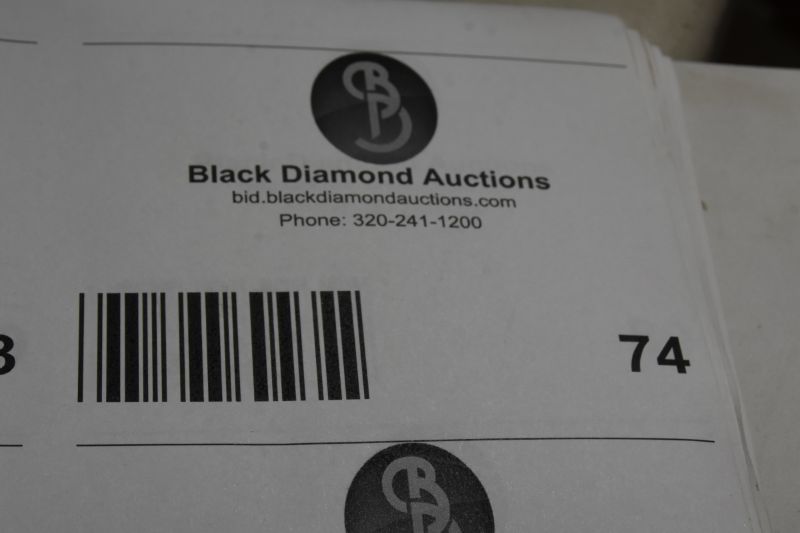 Black Diamond Auctions
bid.blackdiamondauctions.com
Phone: 320-241-1200
74